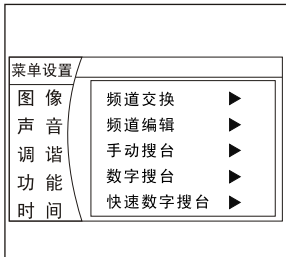 菜单设置
图 像
声 音
调 谐
功 能
时 间
频道交换 ▶
频道编辑 ▶
手动搜台 ▶
数字搜台 ▶
快速数字搜台 ▶